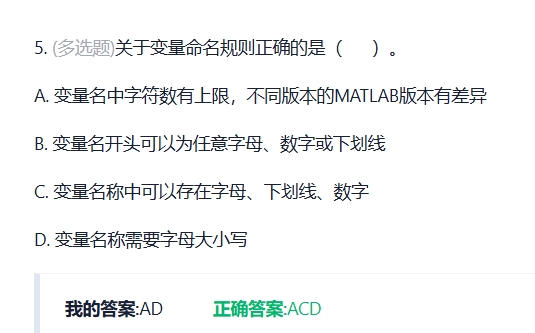 5. (多选题)关于变量命名规则正确的是（　　）。
A. 变量名中字符数有上限，不同版本的MATLAB版本有差异
B. 变量名开头可以为任意字母、数字或下划线
C. 变量名称中可以存在字母、下划线、数字
D. 变量名称需要字母大小写
我的答案:AD 正确答案:ACD